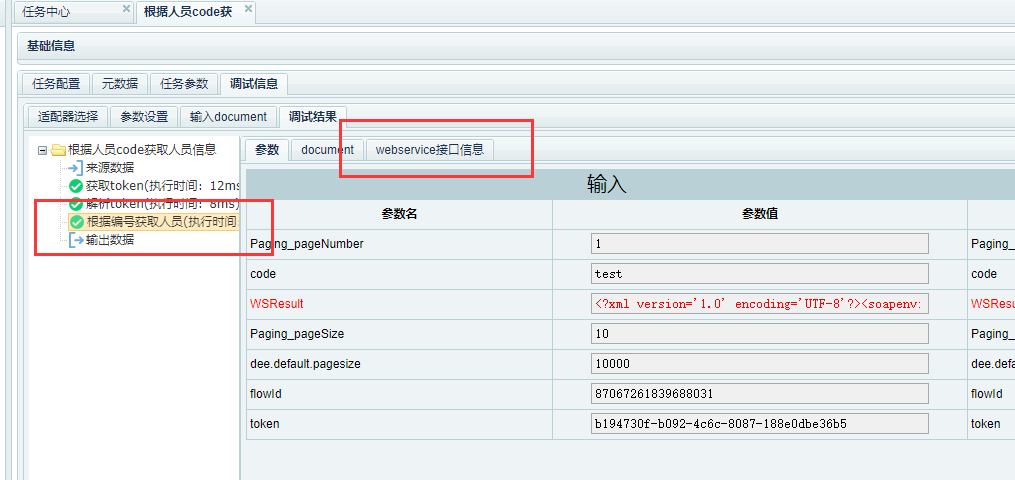 任务中心
根据人员code获
基础信息
任务配置
元数据
任务参数
调试信息
适配器选择
参数设置
输入document
调试结果
根据人员code获取人员信息
来源数据
获取token(执行时间：12ms
解析token(执行时间：8ms)
根据编号获取人员(执行时间:
输出数据
参数
document
webservice接口信息
输入
参数名
参数值
Paging_pageNumber
1
Paging_
code
test
code
WSResult
<?xml version='1.0' encoding='UTF-8'?><soapenv:
WSResu
Paging_pageSize
10
Paging_
dee.default.pagesize
10000
dee.defa
flowId
87067261839688031
flowId
token
b194730f-b092-4c6c-8087-188e0dbe36b5
token